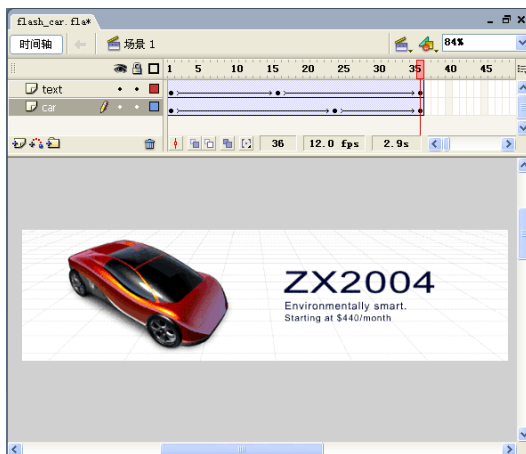 flash_car.fla*
时间轴 场景 1 84%
1 5 10 15 20 25 30 35 40 45
text
car
36 12.0 fps 2.9s
ZX2004
Environmentally smart.
Starting at $440/month